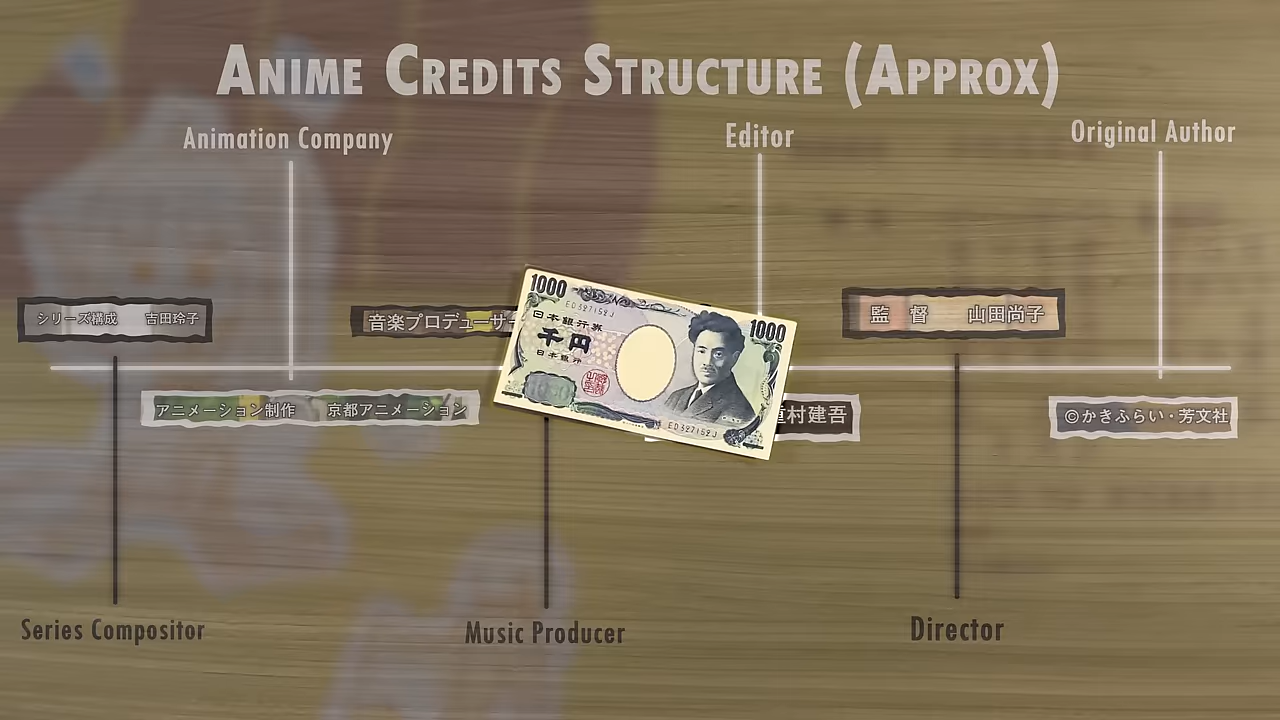 ANIME CREDITS STRUCTURE (APPROX)
Animation Company
Editor
Original Author
シリーズ構成 吉田玲子
音楽プロデューサ
監 督 山田尚子
アニメーション制作 京都アニメーション
村建吾
©かきふらい・芳文社
1000
ED327152J
日本銀行券
千円
日本銀行
1000
ED327152J
Series Compositor
Music Producer
Director